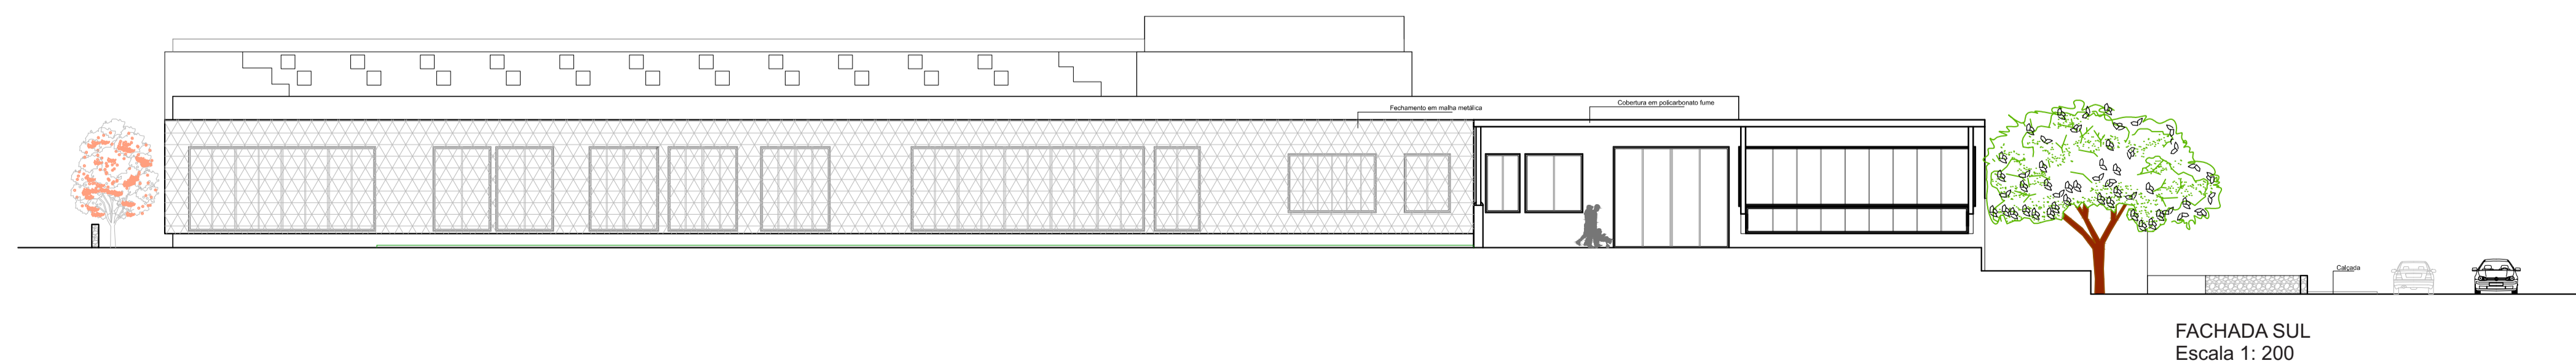 Cobertura em policarbonato fume
Fechamento em malha metálica
Calçada
FACHADA SUL
Escala 1: 200